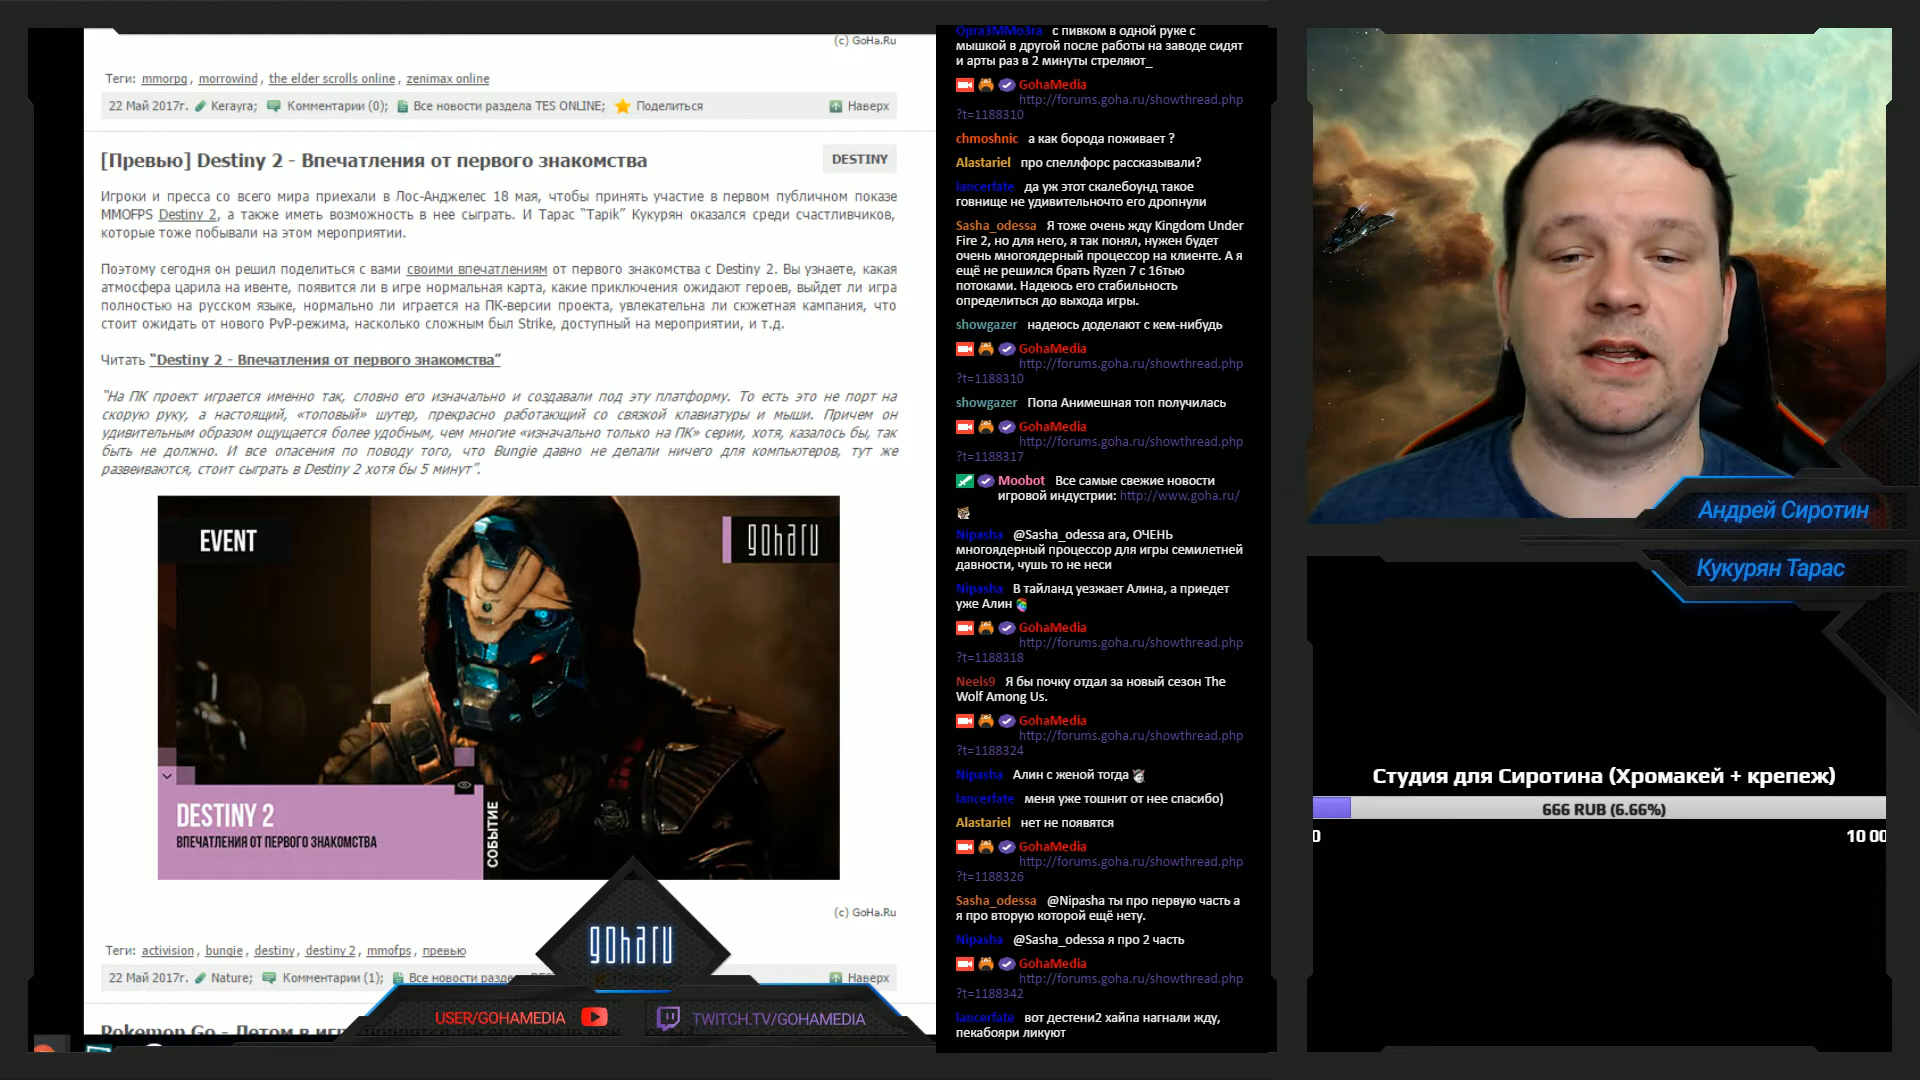 (c) GoHa.Ru
Теги: mmorpg, morrowind, the elder scrolls online, zenimax online
22 Май 2017г. Kerayra; Комментарии (0); Все новости раздела TES ONLINE; Поделиться Наверх
[Превью] Destiny 2 - Впечатления от первого знакомства
DESTINY
Игроки и пресса со всего мира приехали в Лос-Анджелес 18 мая, чтобы принять участие в первом публичном показе
MMOFPS Destiny 2, а также иметь возможность в нее сыграть. И Тарас “Tapik” Кукурян оказался среди счастливчиков,
которые тоже побывали на этом мероприятии.
Поэтому сегодня он решил поделиться с вами своими впечатлениям от первого знакомства с Destiny 2. Вы узнаете, какая
атмосфера царила на ивенте, появится ли в игре нормальная карта, какие приключения ожидают героев, выйдет ли игра
полностью на русском языке, нормально ли играется на ПК-версии проекта, увлекательна ли сюжетная кампания, что
стоит ожидать от нового PvP-режима, насколько сложным был Strike, доступный на мероприятии, и т.д.
Читать “Destiny 2 - Впечатления от первого знакомства”
“На ПК проект играется именно так, словно его изначально и создавали под эту платформу. То есть это не порт на
скорую руку, а настоящий, «топовый» шутер, прекрасно работающий со связкой клавиатуры и мыши. Причем он
удивительным образом ощущается более удобным, чем многие «изначально только на ПК» серии, хотя, казалось бы, так
быть не должно. И все опасения по поводу того, что Bungie давно не делали ничего для компьютеров, тут же
развеиваются, стоит сыграть в Destiny 2 хотя бы 5 минут”.
EVENT
goharu
DESTINY 2
ВПЕЧАТЛЕНИЯ ОТ ПЕРВОГО ЗНАКОМСТВА
СОБЫТИЕ
(c) GoHa.Ru
Теги: activision, bungie, destiny, destiny 2, mmofps, превью
22 Май 2017г. Nature; Комментарии (1); Все новости разде Наверх
Pokemon Go - Летом в игр
goharu
USER/GOHAMEDIA
TWITCH.TV/GOHAMEDIA
Opra3MMo3ra с пивком в одной руке с
мышкой в другой после работы на заводе сидят
и арты раз в 2 минуты стреляют_
GohaMedia
http://forums.goha.ru/showthread.php
?t=1188310
chmoshnic а как борода поживает ?
Alastariel про спеллфорс рассказывали?
lancerfate да уж этот скалебоунд такое
говнище не удивительночто его дропнули
Sasha_odessa Я тоже очень жду Kingdom Under
Fire 2, но для него, я так понял, нужен будет
очень многоядерный процессор на клиенте. А я
ещё не решился брать Ryzen 7 с 16тью
потоками. Надеюсь его стабильность
определиться до выхода игры.
showgazer надеюсь доделают с кем-нибудь
GohaMedia
http://forums.goha.ru/showthread.php
?t=1188310
showgazer Попа Анимешная топ получилась
GohaMedia
http://forums.goha.ru/showthread.php
?t=1188317
Moobot Все самые свежие новости
игровой индустрии: http://www.goha.ru/
Nipasha @Sasha_odessa ага, ОЧЕНЬ
многоядерный процессор для игры семилетней
давности, чушь то не неси
Nipasha В тайланд уезжает Алина, а приедет
уже Алин
GohaMedia
http://forums.goha.ru/showthread.php
?t=1188318
Neels9 Я бы почку отдал за новый сезон The
Wolf Among Us.
GohaMedia
http://forums.goha.ru/showthread.php
?t=1188324
Nipasha Алин с женой тогда
lancerfate меня уже тошнит от нее спасибо)
Alastariel нет не появятся
GohaMedia
http://forums.goha.ru/showthread.php
?t=1188326
Sasha_odessa @Nipasha ты про первую часть а
я про вторую которой ещё нету.
Nipasha @Sasha_odessa я про 2 часть
GohaMedia
http://forums.goha.ru/showthread.php
?t=1188342
lancerfate вот дестени2 хайпа нагнали жду,
пекабояри ликуют
Андрей Сиротин
Кукурян Тарас
Студия для Сиротина (Хромакей + крепеж)
666 RUB (6.66%)
0
10 00